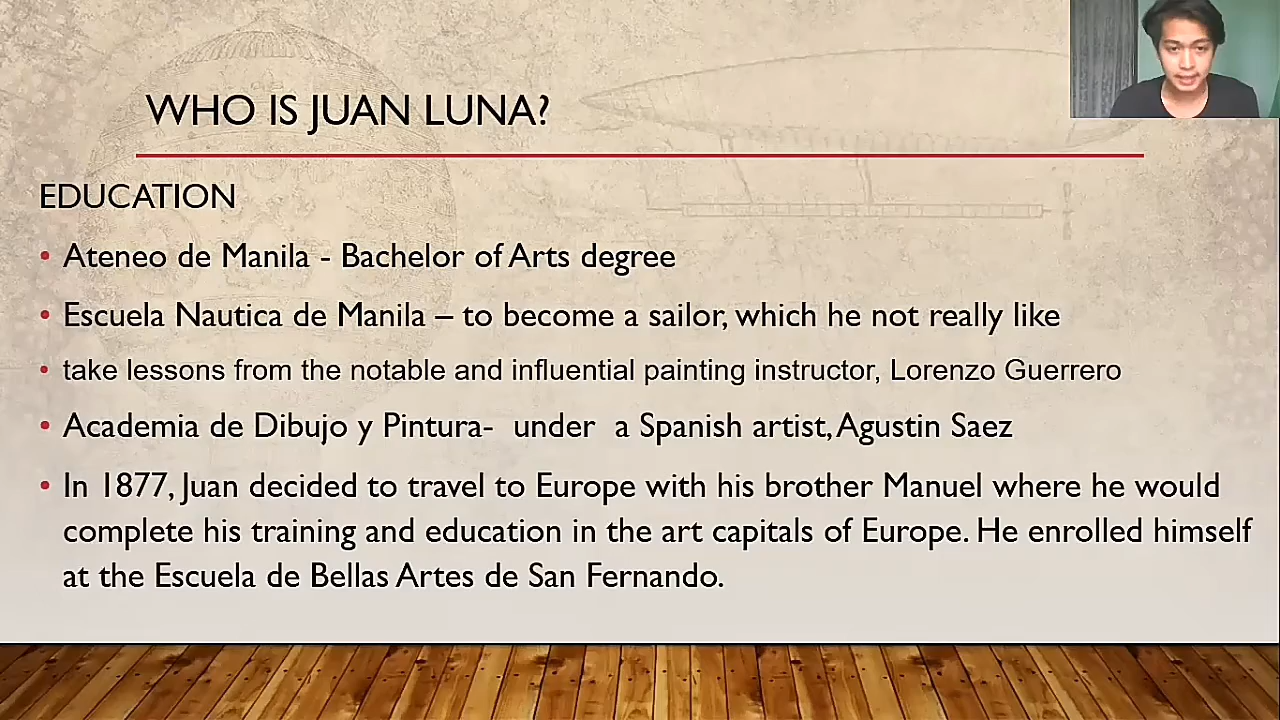 WHO IS JUAN LUNA?
EDUCATION
• Ateneo de Manila - Bachelor of Arts degree
• Escuela Nautica de Manila – to become a sailor, which he not really like
• take lessons from the notable and influential painting instructor, Lorenzo Guerrero
• Academia de Dibujo y Pintura- under a Spanish artist, Agustin Saez
• In 1877, Juan decided to travel to Europe with his brother Manuel where he would
complete his training and education in the art capitals of Europe. He enrolled himself
at the Escuela de Bellas Artes de San Fernando.